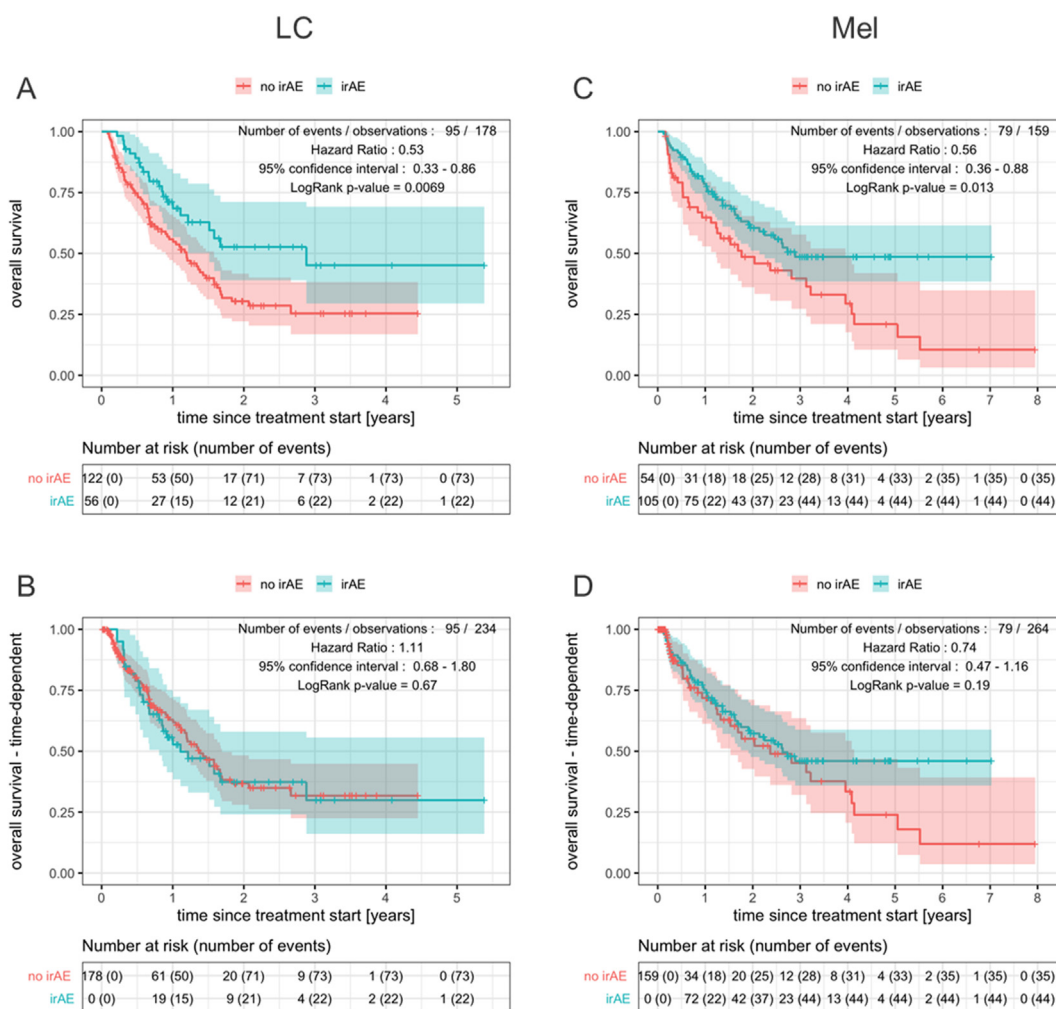 LC
Mel
A
no irAE irAE
1.00
0.75
0.50
0.25
0.00
overall survival
Number of events / observations : 95 / 178
Hazard Ratio : 0.53
95% confidence interval : 0.33 - 0.86
LogRank p-value = 0.0069
0 1 2 3 4 5
time since treatment start [years]
Number at risk (number of events)
no irAE 122 (0) 53 (50) 17 (71) 7 (73) 1 (73) 0 (73)
irAE 56 (0) 27 (15) 12 (21) 6 (22) 2 (22) 1 (22)
C
no irAE irAE
1.00
0.75
0.50
0.25
0.00
overall survival
Number of events / observations : 79 / 159
Hazard Ratio : 0.56
95% confidence interval : 0.36 - 0.88
LogRank p-value = 0.013
0 1 2 3 4 5 6 7 8
time since treatment start [years]
Number at risk (number of events)
no irAE 54 (0) 31 (18) 18 (25) 12 (28) 8 (31) 4 (33) 2 (35) 1 (35) 0 (35)
irAE 105 (0) 75 (22) 43 (37) 23 (44) 13 (44) 4 (44) 2 (44) 1 (44) 0 (44)
B
no irAE irAE
1.00
0.75
0.50
0.25
0.00
overall survival - time-dependent
Number of events / observations : 95 / 234
Hazard Ratio : 1.11
95% confidence interval : 0.68 - 1.80
LogRank p-value = 0.67
0 1 2 3 4 5
time since treatment start [years]
Number at risk (number of events)
no irAE 178 (0) 61 (50) 20 (71) 9 (73) 1 (73) 0 (73)
irAE 0 (0) 19 (15) 9 (21) 4 (22) 2 (22) 1 (22)
D
no irAE irAE
1.00
0.75
0.50
0.25
0.00
overall survival - time-dependent
Number of events / observations : 79 / 264
Hazard Ratio : 0.74
95% confidence interval : 0.47 - 1.16
LogRank p-value = 0.19
0 1 2 3 4 5 6 7 8
time since treatment start [years]
Number at risk (number of events)
no irAE 159 (0) 34 (18) 20 (25) 12 (28) 8 (31) 4 (33) 2 (35) 1 (35) 0 (35)
irAE 0 (0) 72 (22) 42 (37) 23 (44) 13 (44) 4 (44) 2 (44) 1 (44) 0 (44)